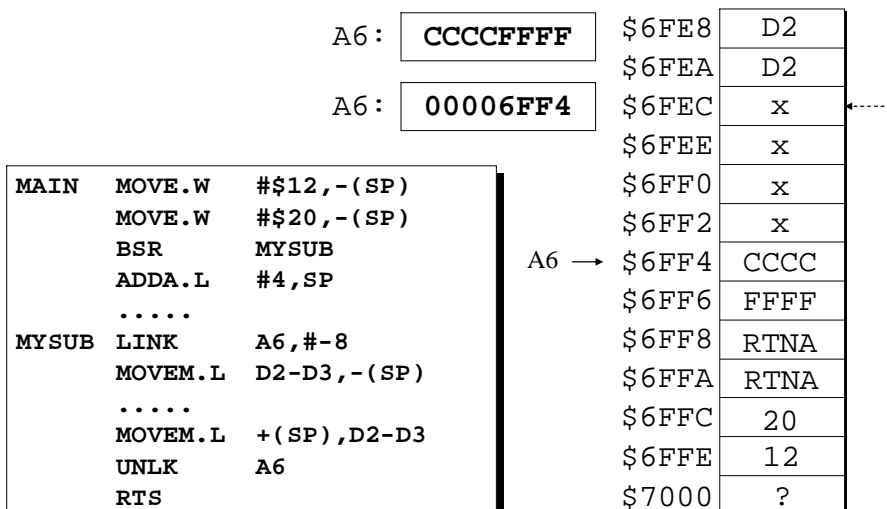 A6: CCCCFFFF
A6: 00006FF4
MAIN MOVE.W #$12,-(SP)
MOVE.W #$20,-(SP)
BSR MYSUB
ADDA.L #4,SP
.....
MYSUB LINK A6,#-8
MOVEM.L D2-D3,-(SP)
.....
MOVEM.L +(SP),D2-D3
UNLK A6
RTS
$6FE8 D2
$6FEA D2
$6FEC x
$6FEE x
$6FF0 x
$6FF2 x
A6 → $6FF4 CCCC
$6FF6 FFFF
$6FF8 RTNA
$6FFA RTNA
$6FFC 20
$6FFE 12
$7000 ?